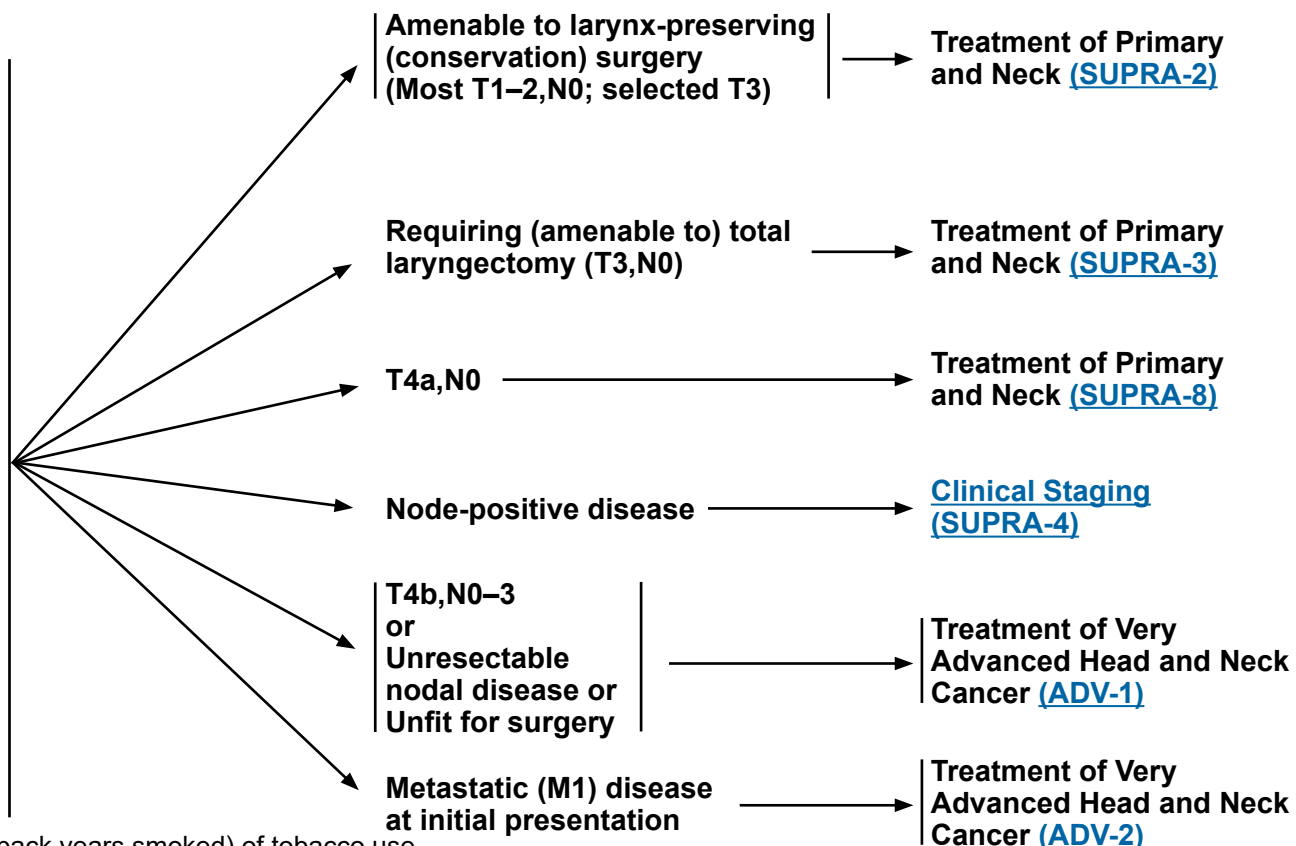 Amenable to larynx-preserving
(conservation) surgery
(Most T1–2,N0; selected T3)
Treatment of Primary
and Neck (SUPRA-2)
Requiring (amenable to) total
laryngectomy (T3,N0)
Treatment of Primary
and Neck (SUPRA-3)
T4a,N0
Treatment of Primary
and Neck (SUPRA-8)
Node-positive disease
Clinical Staging
(SUPRA-4)
T4b,N0–3
or
Unresectable
nodal disease or
Unfit for surgery
Treatment of Very
Advanced Head and Neck
Cancer (ADV-1)
Metastatic (M1) disease
at initial presentation
Treatment of Very
Advanced Head and Neck
Cancer (ADV-2)
pack years smoked) of tobacco use